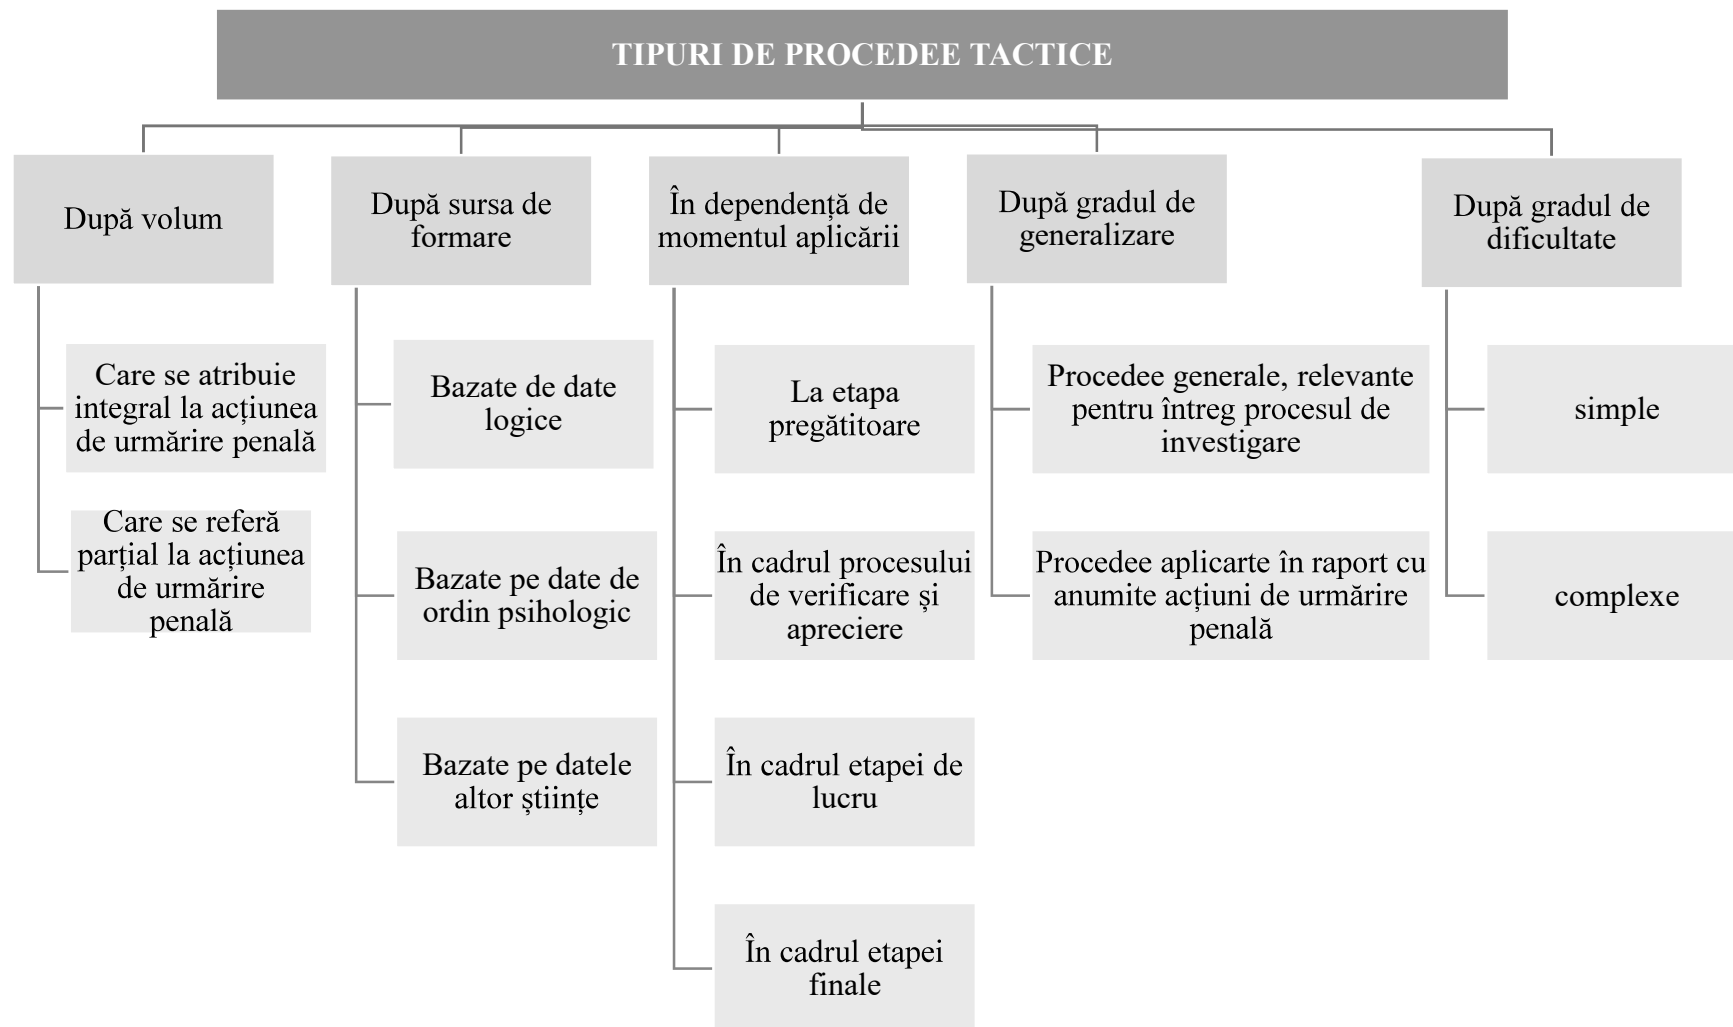 TIPURI DE PROCEDEE TACTICE
După volum
Care se atribuie
integral la acțiunea
de urmărire penală
Care se referă
parțial la acțiunea
de urmărire
penală
După sursa de
formare
Bazate de date
logice
Bazate pe date de
ordin psihologic
Bazate pe datele
altor științe
În dependență de
momentul aplicării
La etapa
pregătitoare
În cadrul procesului
de verificare și
apreciere
În cadrul etapei de
lucru
În cadrul etapei
finale
După gradul de
generalizare
Procedee generale, relevante
pentru întreg procesul de
investigare
Procedee aplicarte în raport cu
anumite acțiuni de urmărire
penală
După gradul de
dificultate
simple
complexe